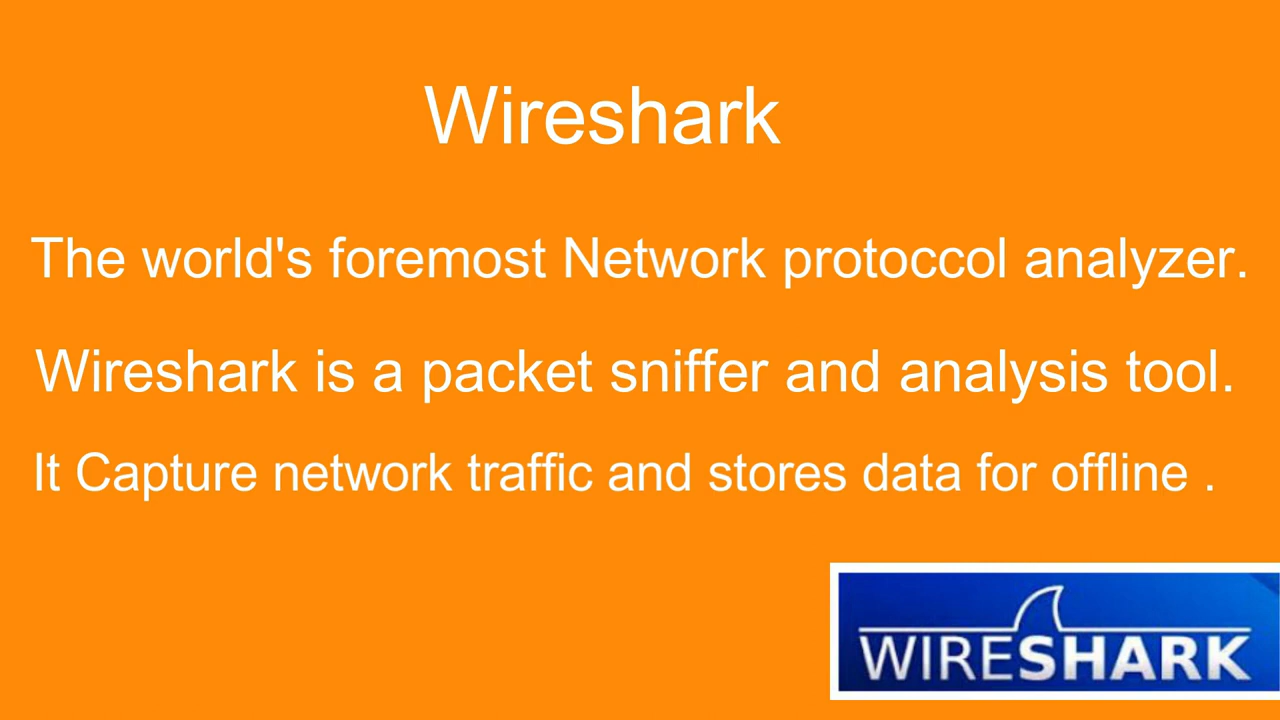 Wireshark
The world's foremost Network protoccol analyzer.
Wireshark is a packet sniffer and analysis tool.
It Capture network traffic and stores data for offline .
WIRESHARK